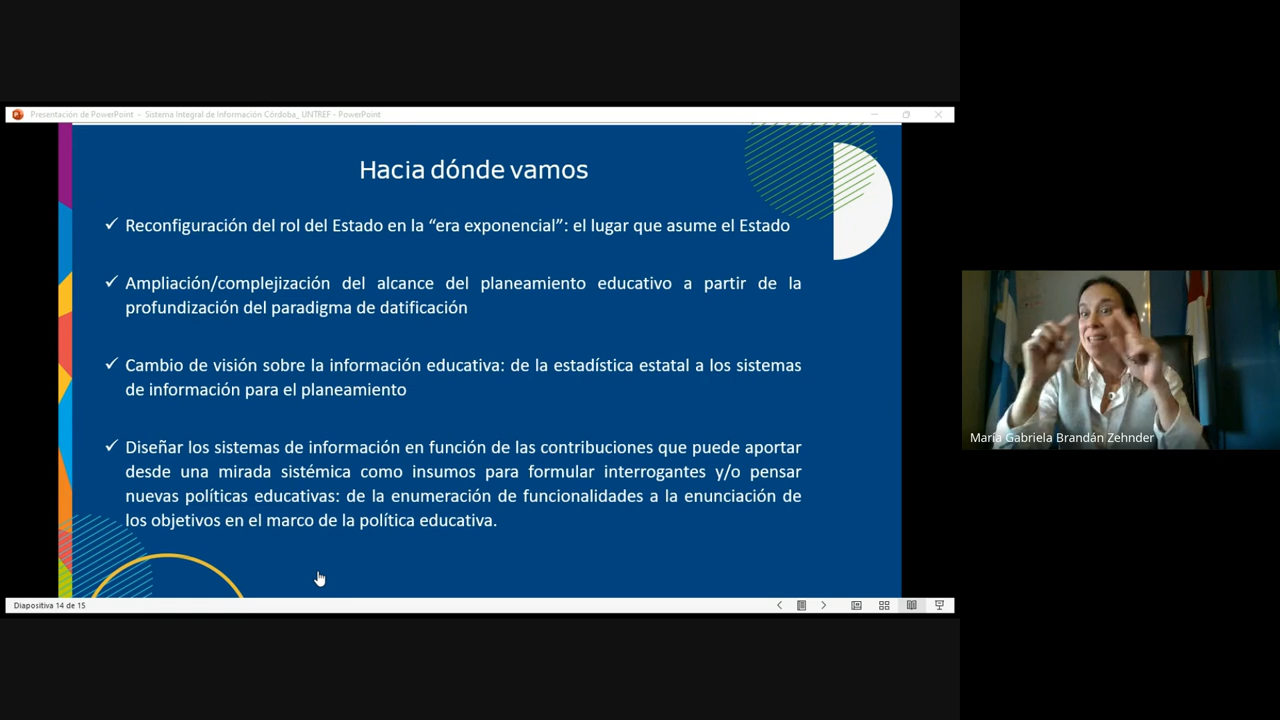 Presentación de PowerPoint - Sistema Integral de Información Córdoba_ UNTREF - PowerPoint
Hacia dónde vamos
✓ Reconfiguración del rol del Estado en la “era exponencial”: el lugar que asume el Estado
✓ Ampliación/complejización del alcance del planeamiento educativo a partir de la
profundización del paradigma de datificación
✓ Cambio de visión sobre la información educativa: de la estadística estatal a los sistemas
de información para el planeamiento
✓ Diseñar los sistemas de información en función de las contribuciones que puede aportar
desde una mirada sistémica como insumos para formular interrogantes y/o pensar
nuevas políticas educativas: de la enumeración de funcionalidades a la enunciación de
los objetivos en el marco de la política educativa.
Diapositiva 14 de 15
María Gabriela Brandán Zehnder